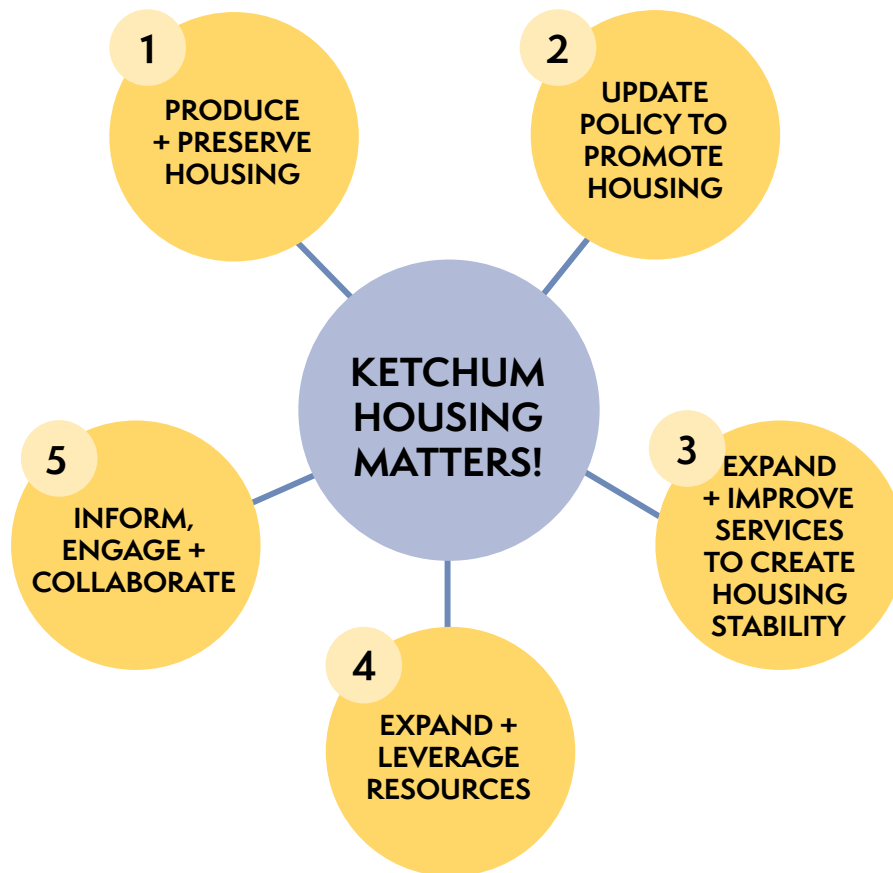 1
PRODUCE
+ PRESERVE
HOUSING
2
UPDATE
POLICY TO
PROMOTE
HOUSING
KETCHUM
HOUSING
MATTERS!
3
EXPAND
+ IMPROVE
SERVICES
TO CREATE
HOUSING
STABILITY
4
EXPAND +
LEVERAGE
RESOURCES
5
INFORM,
ENGAGE +
COLLABORATE